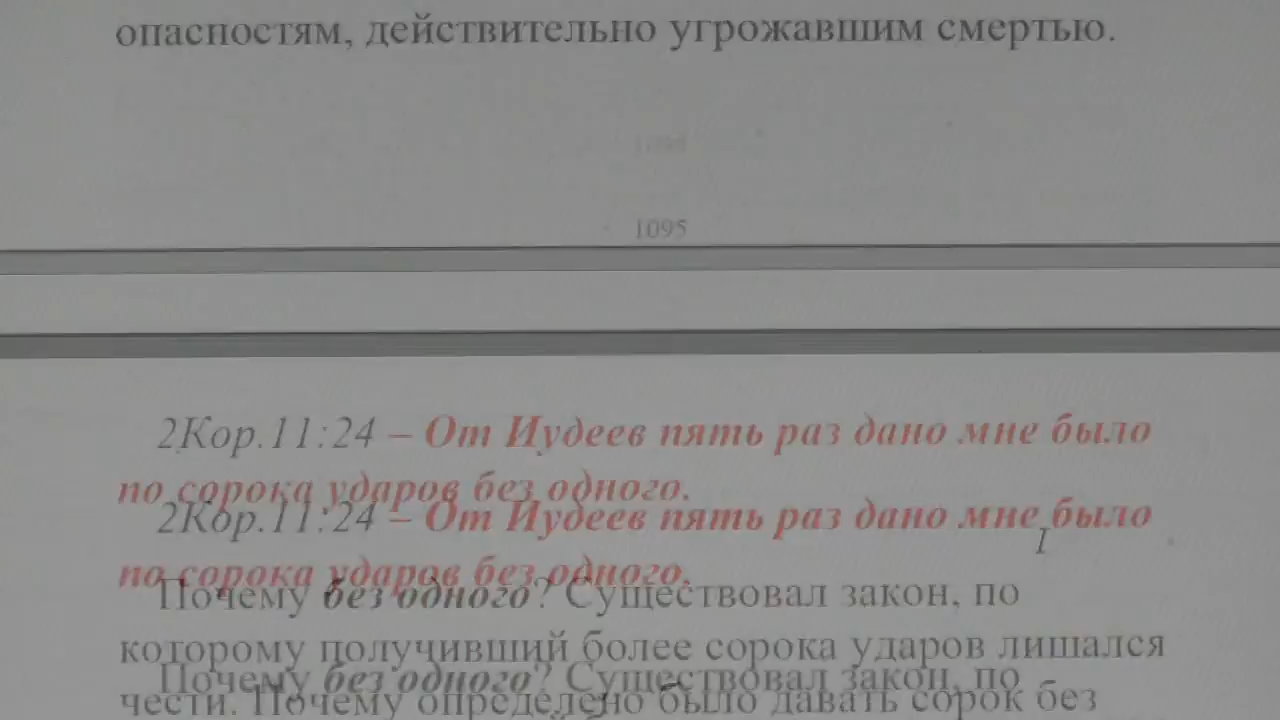 опасностям, действительно угрожавшим смертью.
1095
1095
2Кор.11:24 – От Иудеев пять раз дано мне было
по сорока ударов без одного.
2Кор.11:24 – От Иудеев пять раз дано мне было
по сорока ударов без одного.
Почему без одного? Существовал закон, по
которому получивший более сорока ударов лишался
Почему без одного? Существовал закон, по
чести. Почему определено было давать сорок без